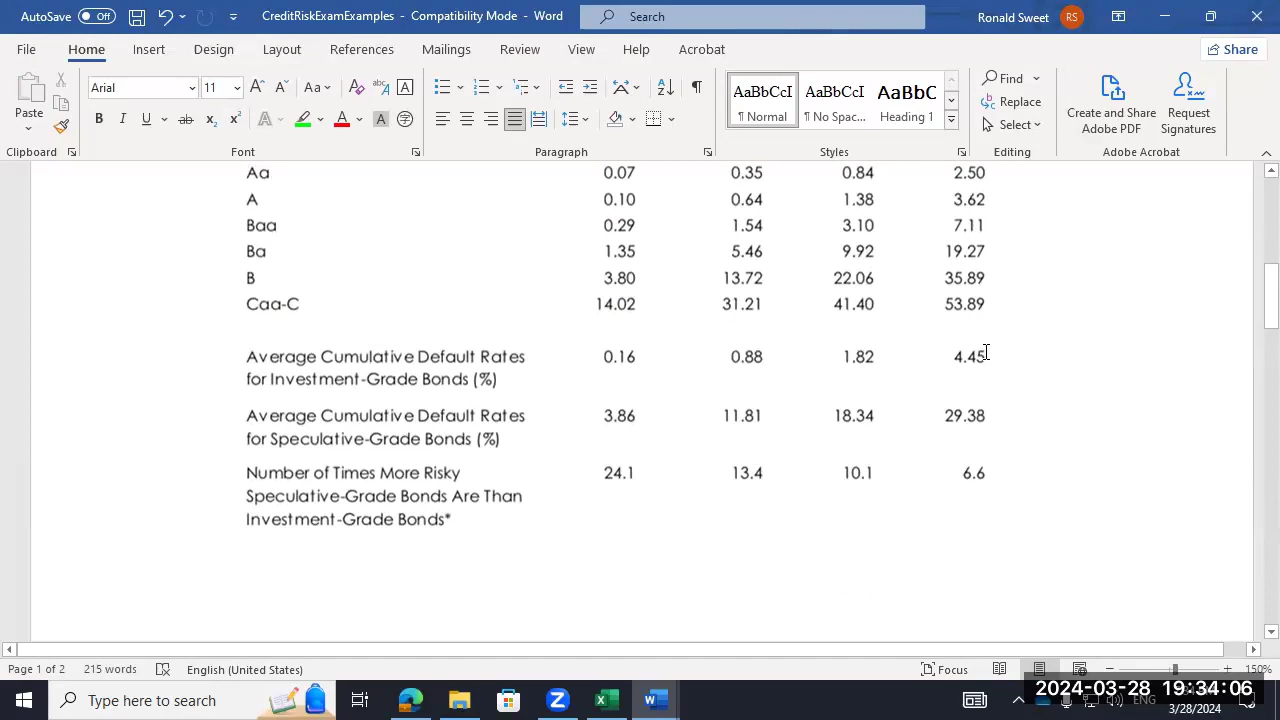 AutoSave Off CreditRiskExamExamples - Compatibility Mode - Word Search Ronald Sweet RS
File Home Insert Design Layout References Mailings Review View Help Acrobat Share
Paste Arial 11 Aa AaBbCcI AaBbCcI AaBbC Find
¶ Normal ¶ No Spac... Heading 1 Replace Create and Share Adobe PDF Request Signatures
B I U ab x₂ x² A A A Select
Clipboard Font Paragraph Styles Editing Adobe Acrobat
Aa 0.07 0.35 0.84 2.50
A 0.10 0.64 1.38 3.62
Baa 0.29 1.54 3.10 7.11
Ba 1.35 5.46 9.92 19.27
B 3.80 13.72 22.06 35.89
Caa-C 14.02 31.21 41.40 53.89
Average Cumulative Default Rates 0.16 0.88 1.82 4.45
for Investment-Grade Bonds (%)
Average Cumulative Default Rates 3.86 11.81 18.34 29.38
for Speculative-Grade Bonds (%)
Number of Times More Risky 24.1 13.4 10.1 6.6
Speculative-Grade Bonds Are Than
Investment-Grade Bonds*
Page 1 of 2 215 words English (United States) Focus 150%
Type here to search ENG 2024-03-28 19:34:06
3/28/2024